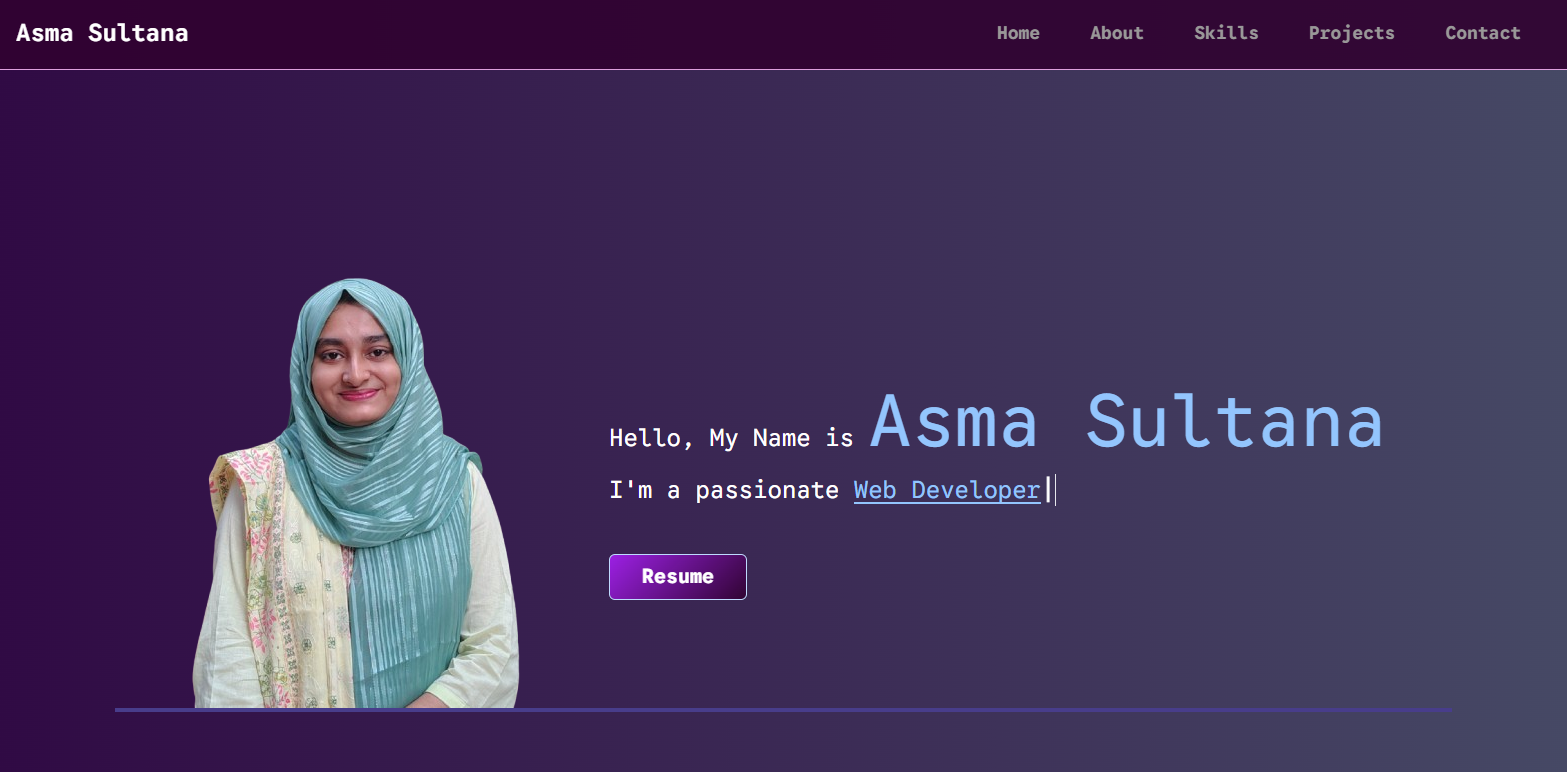 Asma Sultana
Home About Skills Projects Contact
Hello, My Name is Asma Sultana
I'm a passionate Web Developer|
Resume